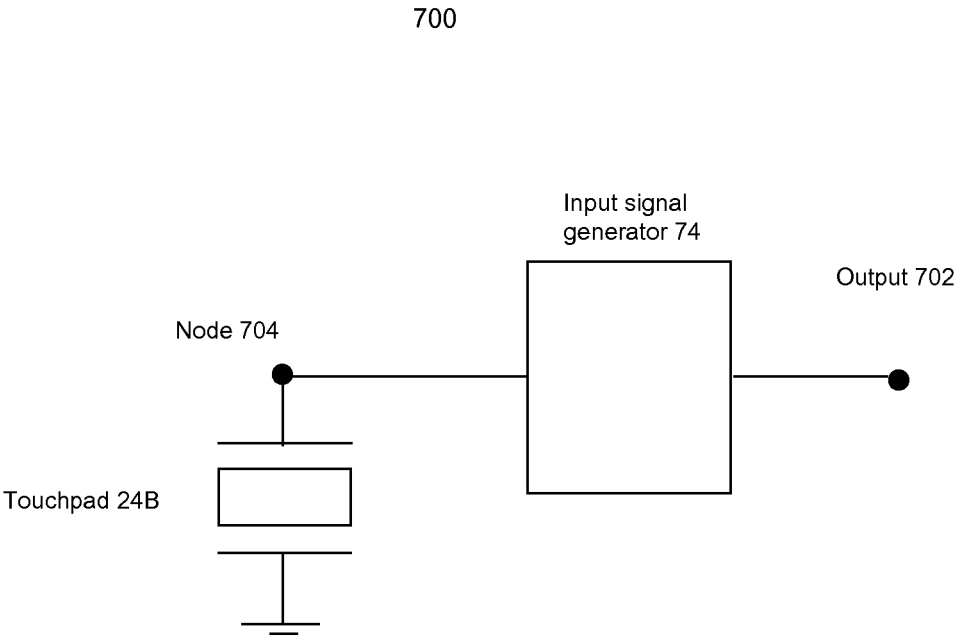 700
Input signal
generator 74
Output 702
Node 704
Touchpad 24B